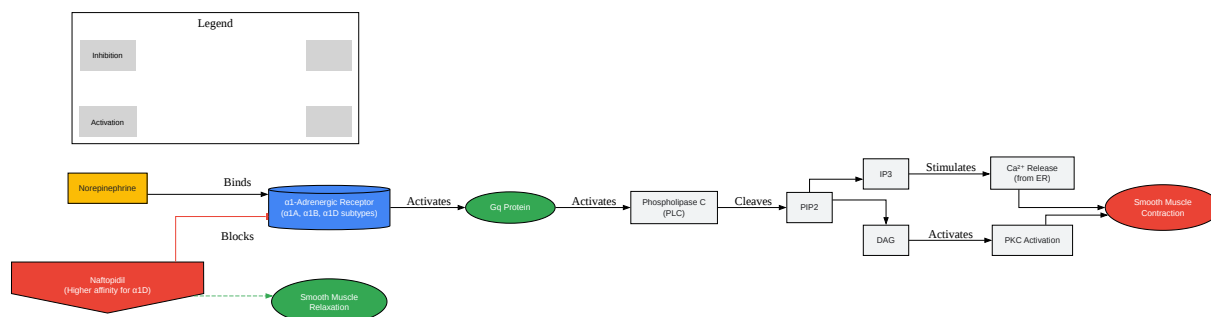 Legend
Inhibition
Activation
Norepinephrine
Binds
α1-Adrenergic Receptor
(α1A, α1B, α1D subtypes)
Blocks
Naftopidil
(Higher affinity for α1D)
Smooth Muscle
Relaxation
Activates
Gq Protein
Activates
Phospholipase C
(PLC)
Cleaves
PIP2
IP3
Stimulates
Ca²⁺ Release
(from ER)
DAG
Activates
PKC Activation
Smooth Muscle
Contraction